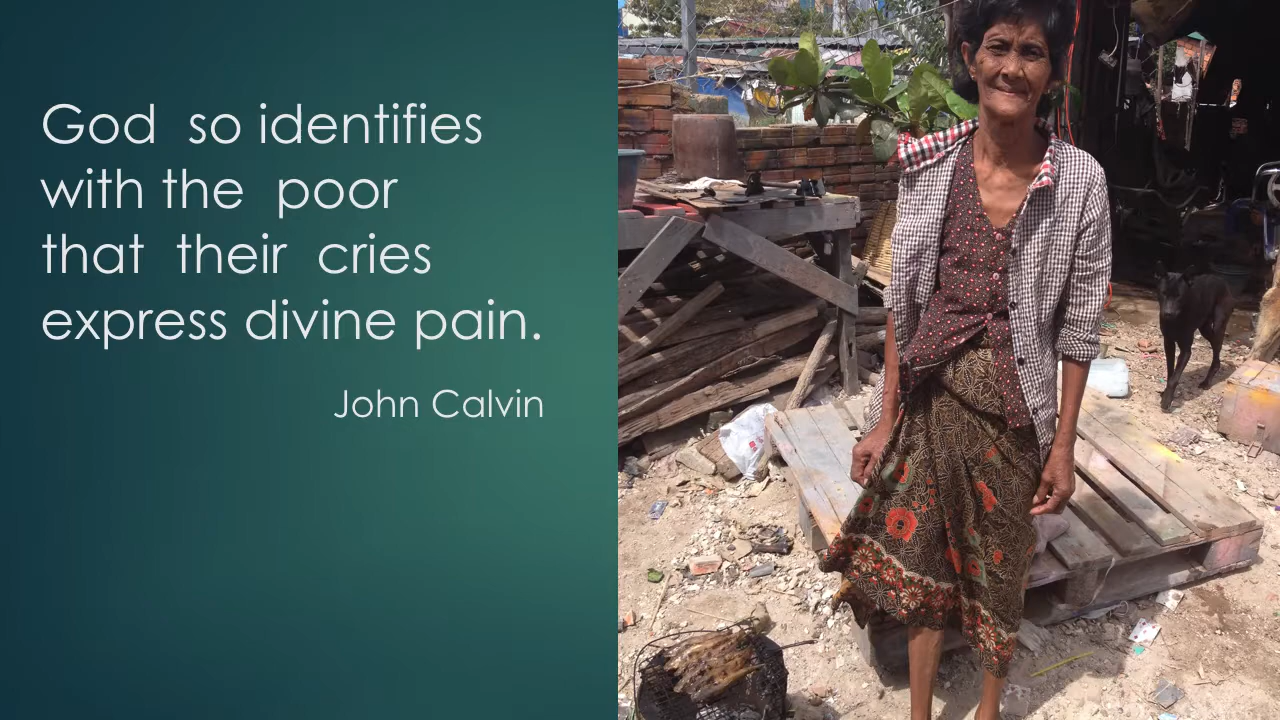 God so identifies
with the poor
that their cries
express divine pain.
John Calvin